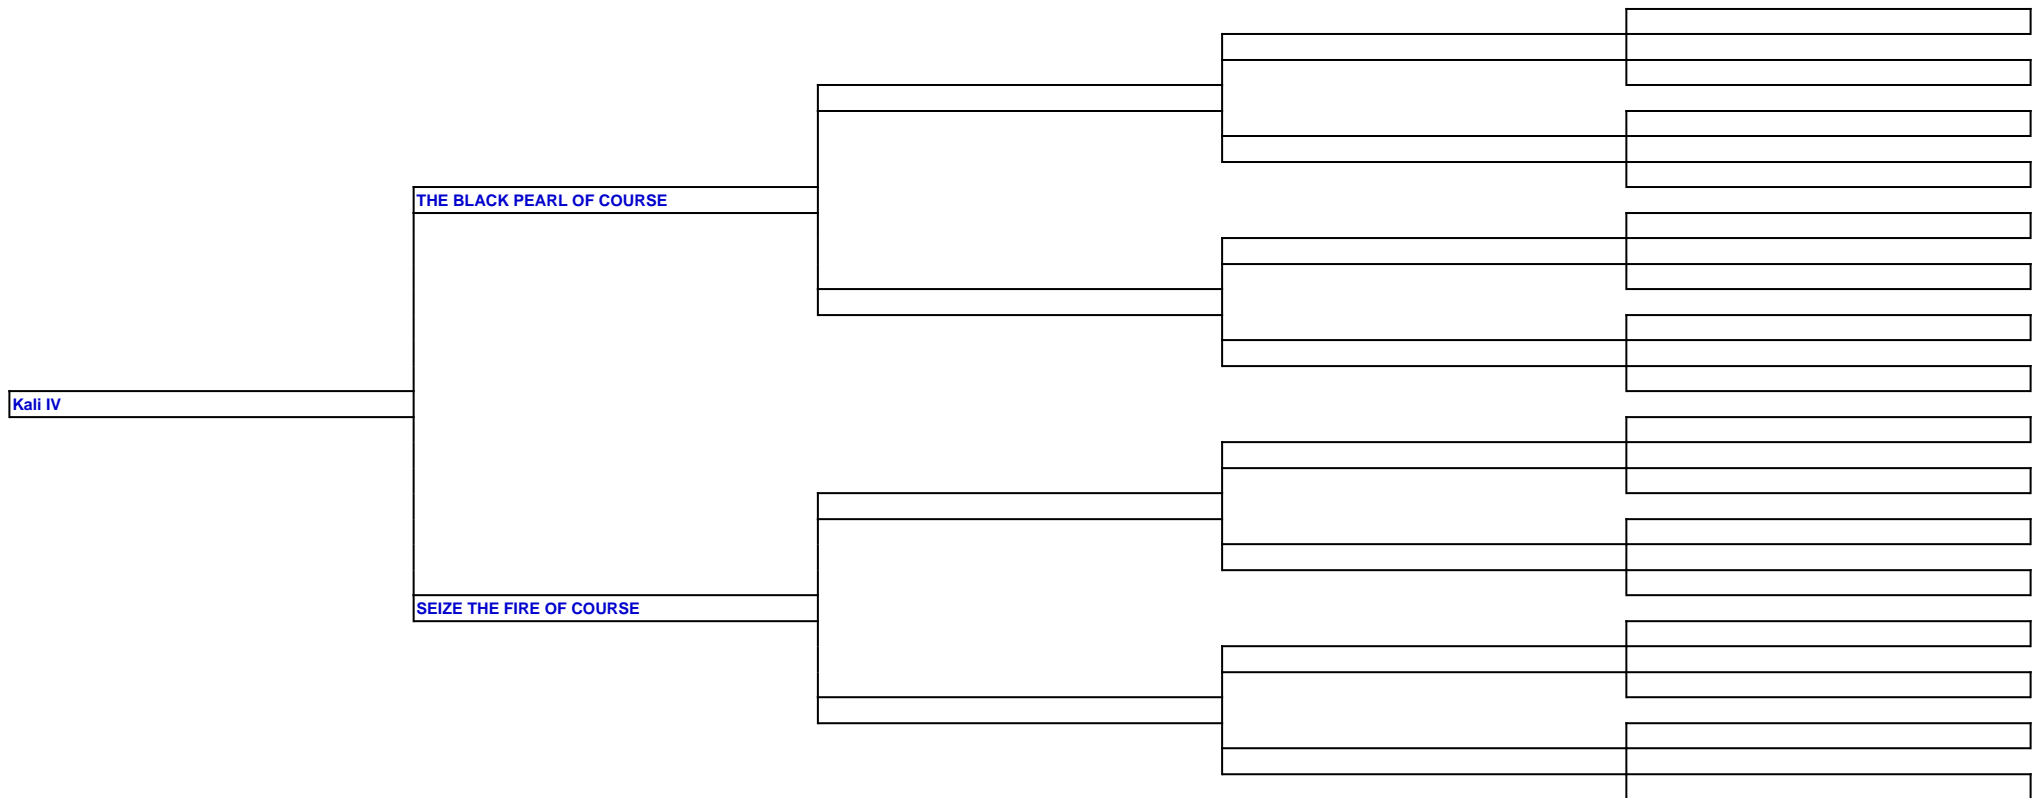 THE BLACK PEARL OF COURSE
Kali IV
SEIZE THE FIRE OF COURSE